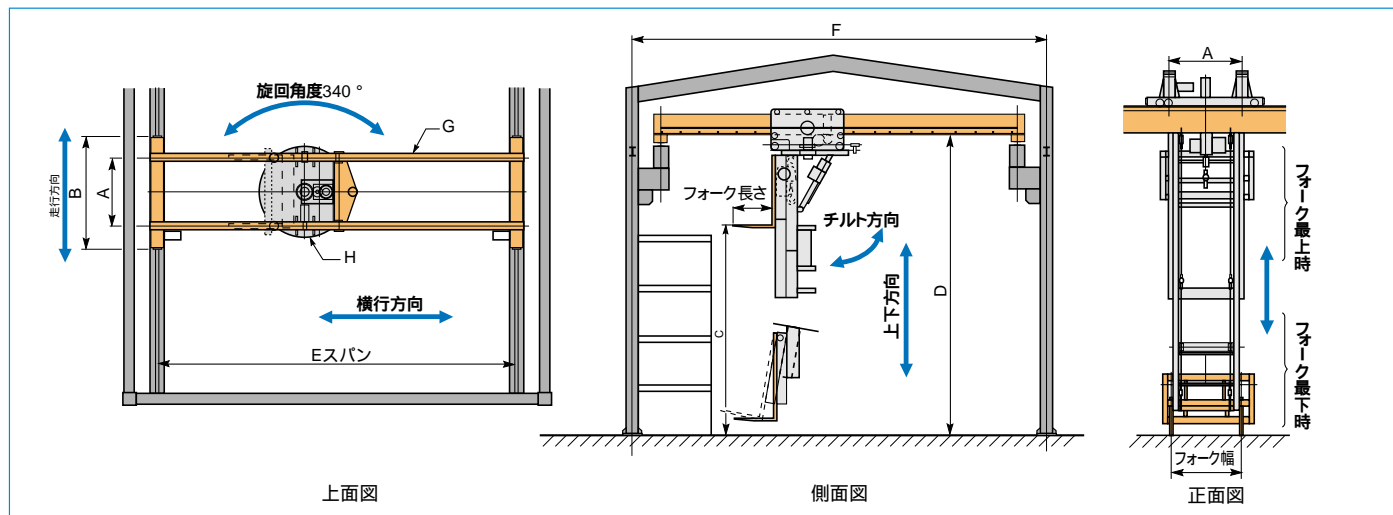 旋回角度340°
G
走行方向
B
A
H
横行方向
Eスパン
上面図
F
フォーク長さ
チルト方向
上下方向
D
C
側面図
A
フォーク最上時
フォーク最下時
フォーク幅
正面図